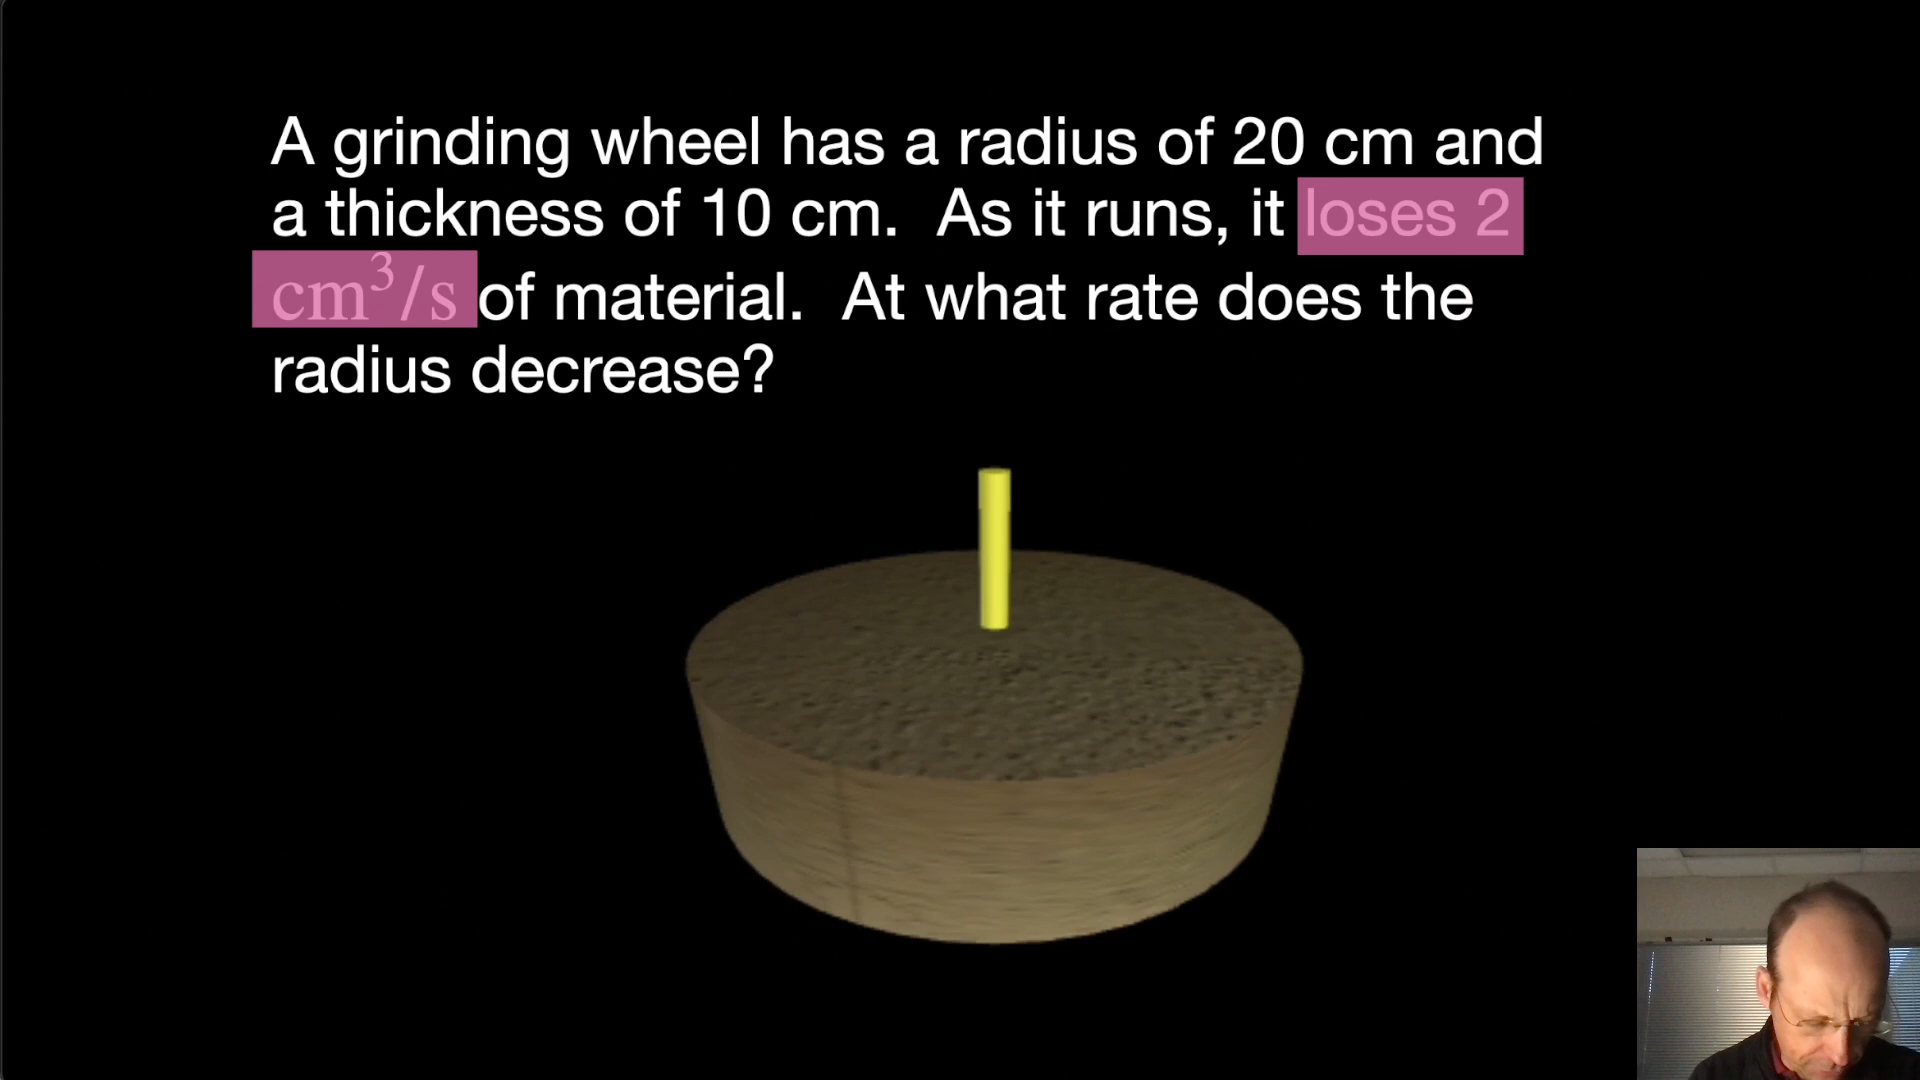 A grinding wheel has a radius of 20 cm and
a thickness of 10 cm. As it runs, it loses 2
cm³/s of material. At what rate does the
radius decrease?